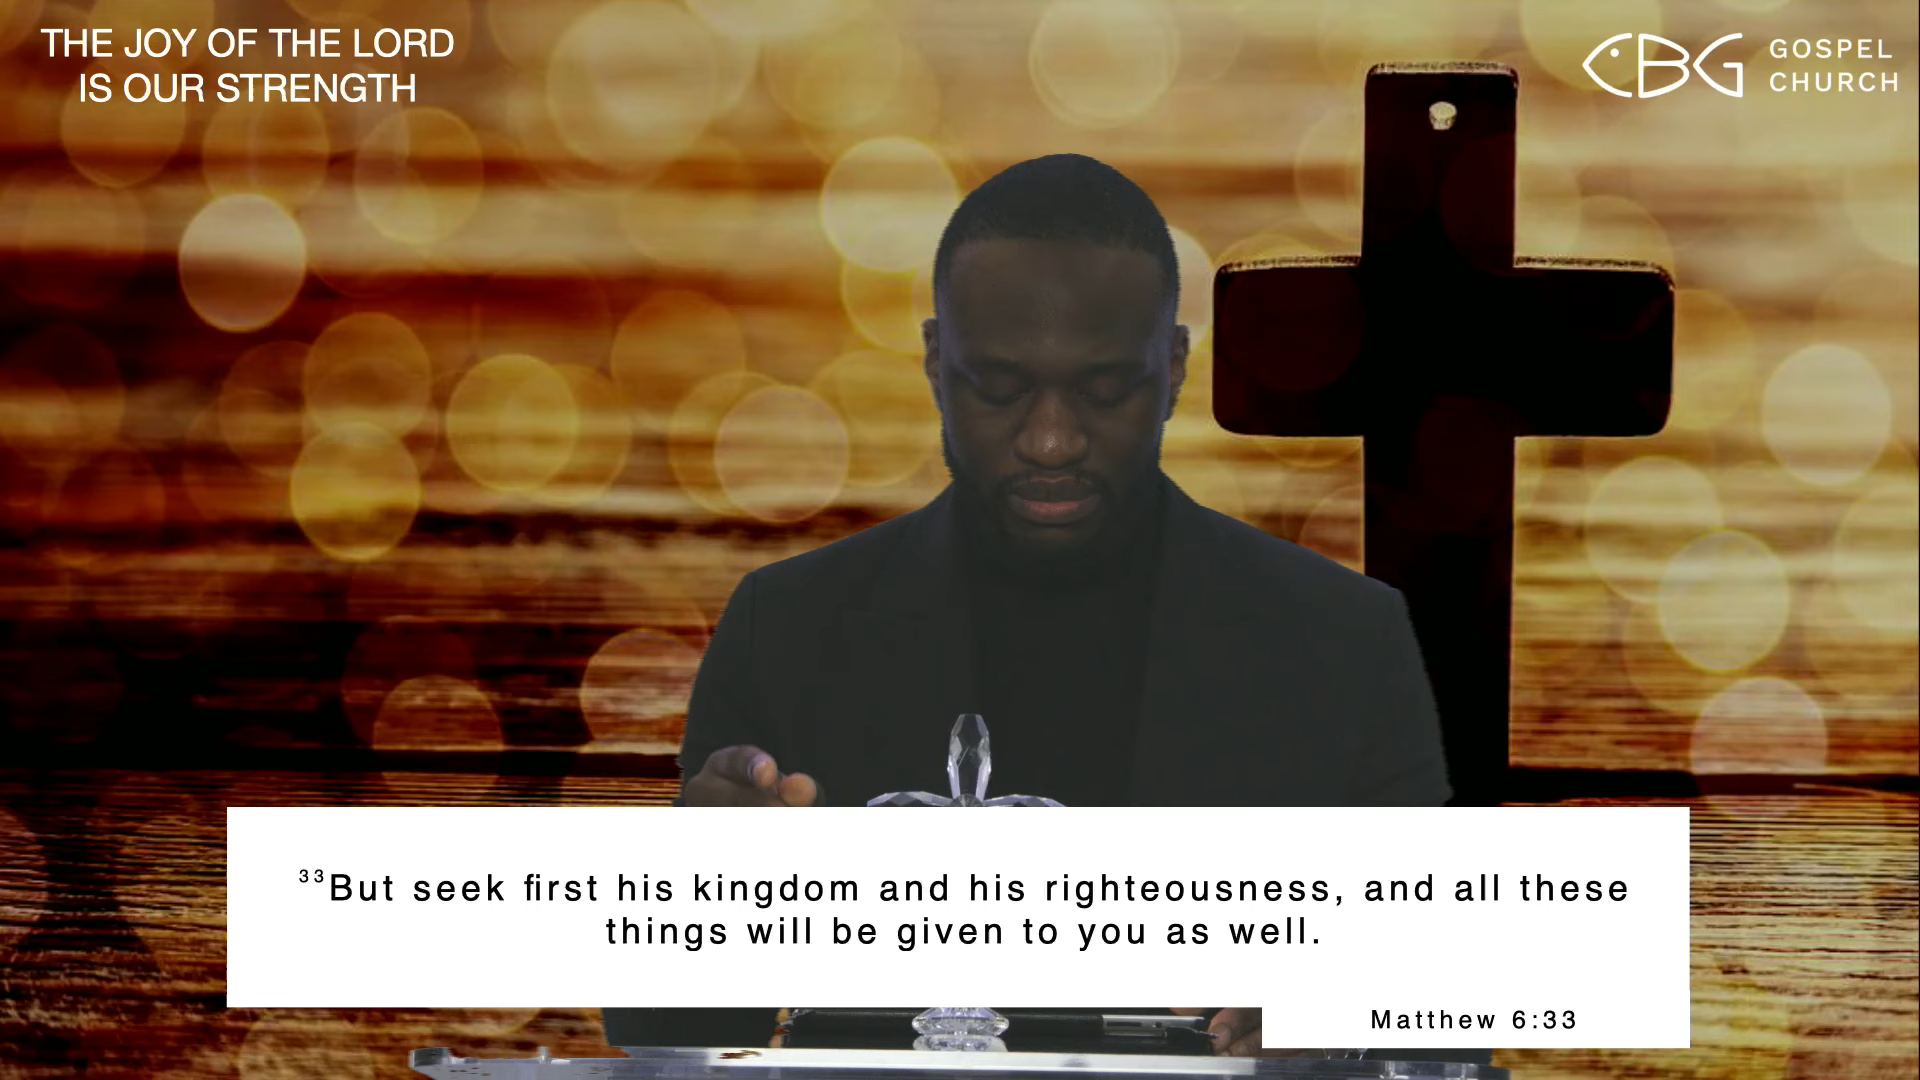 THE JOY OF THE LORD
IS OUR STRENGTH
CBG GOSPEL
CHURCH
³³But seek first his kingdom and his righteousness, and all these
things will be given to you as well.
Matthew 6:33